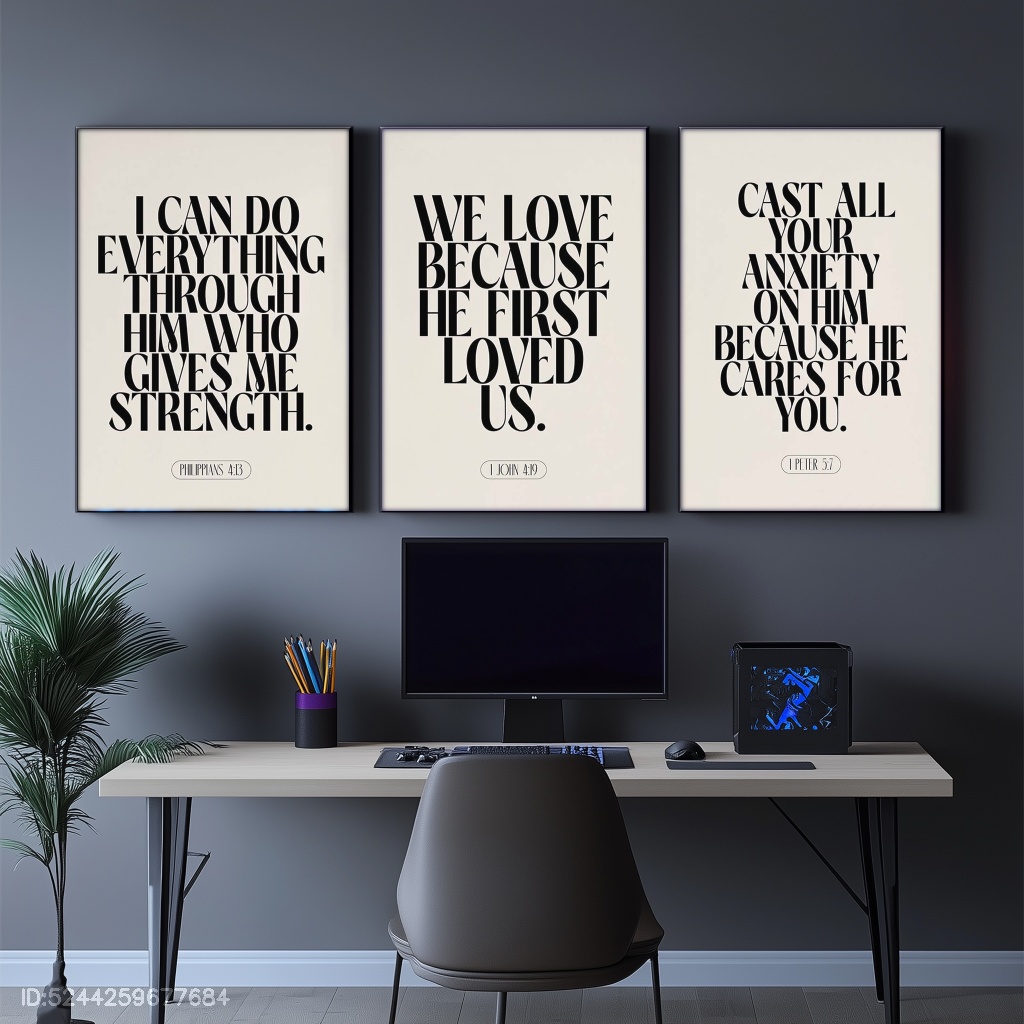 I CAN DO
EVERYTHING
THROUGH
HIM WHO
GIVES ME
STRENGTH.
PHILIPPIANS 4:13
WE LOVE
BECAUSE
HE FIRST
LOVED
US.
1 JOHN 4:19
CAST ALL
YOUR
ANXIETY
ON HIM
BECAUSE HE
CARES FOR
YOU.
1 PETER 5:7
ID:5244259677684